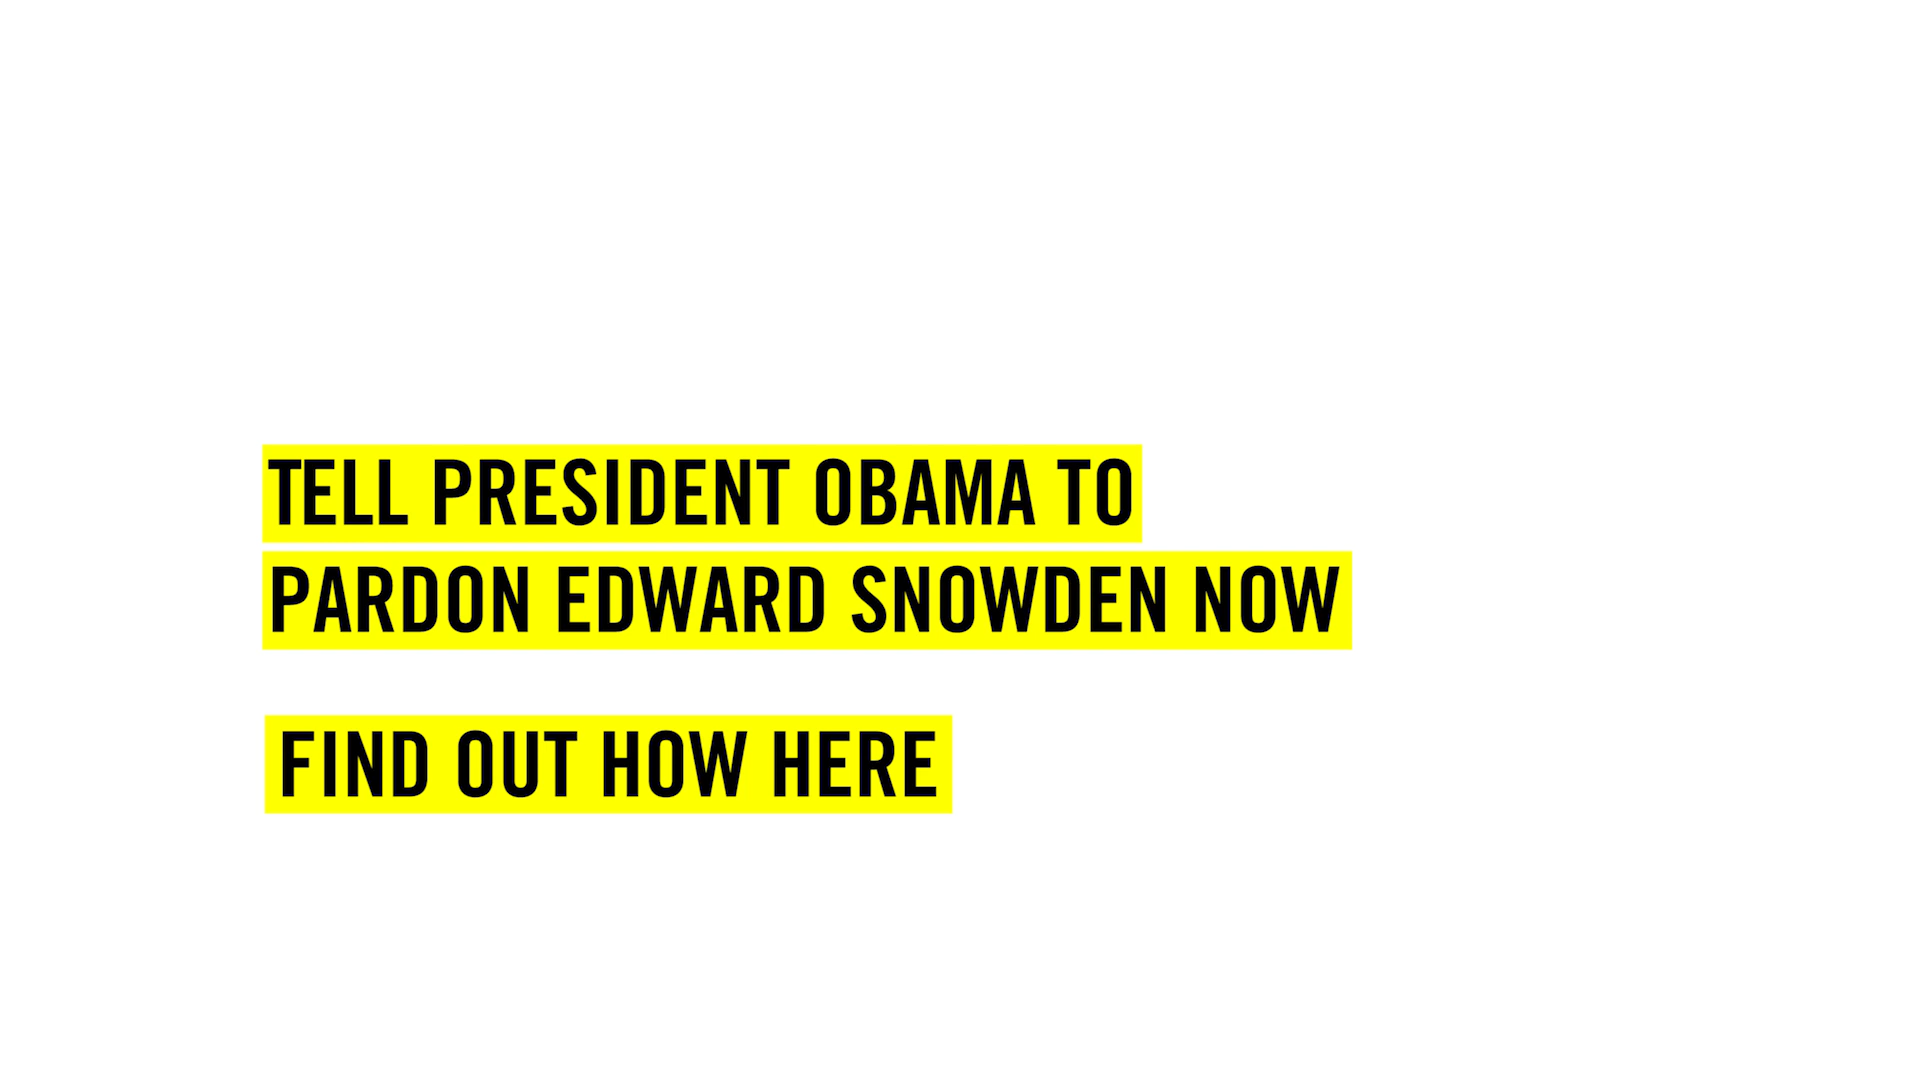 TELL PRESIDENT OBAMA TO
PARDON EDWARD SNOWDEN NOW
FIND OUT HOW HERE